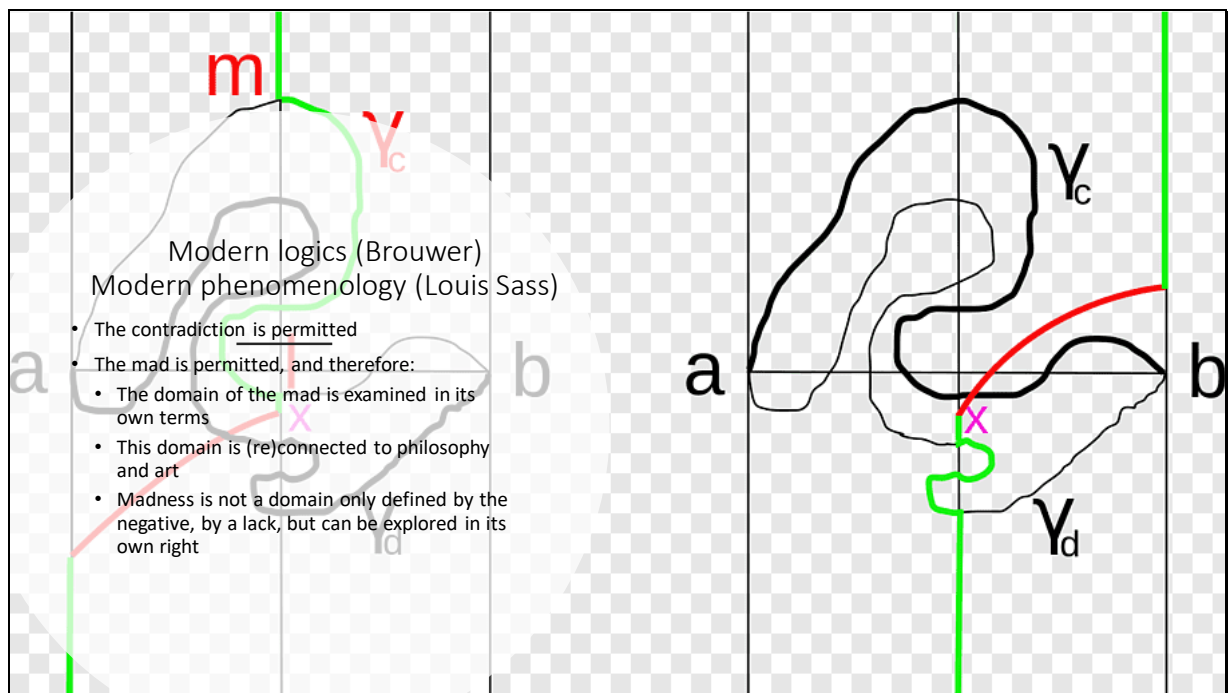 m
γc
Modern logics (Brouwer)
Modern phenomenology (Louis Sass)
• The contradiction is permitted
• The mad is permitted, and therefore:
• The domain of the mad is examined in its
own terms
• This domain is (re)connected to philosophy
and art
• Madness is not a domain only defined by the
negative, by a lack, but can be explored in its
own right
a
b
x
γd
γc
a
b
x
γd